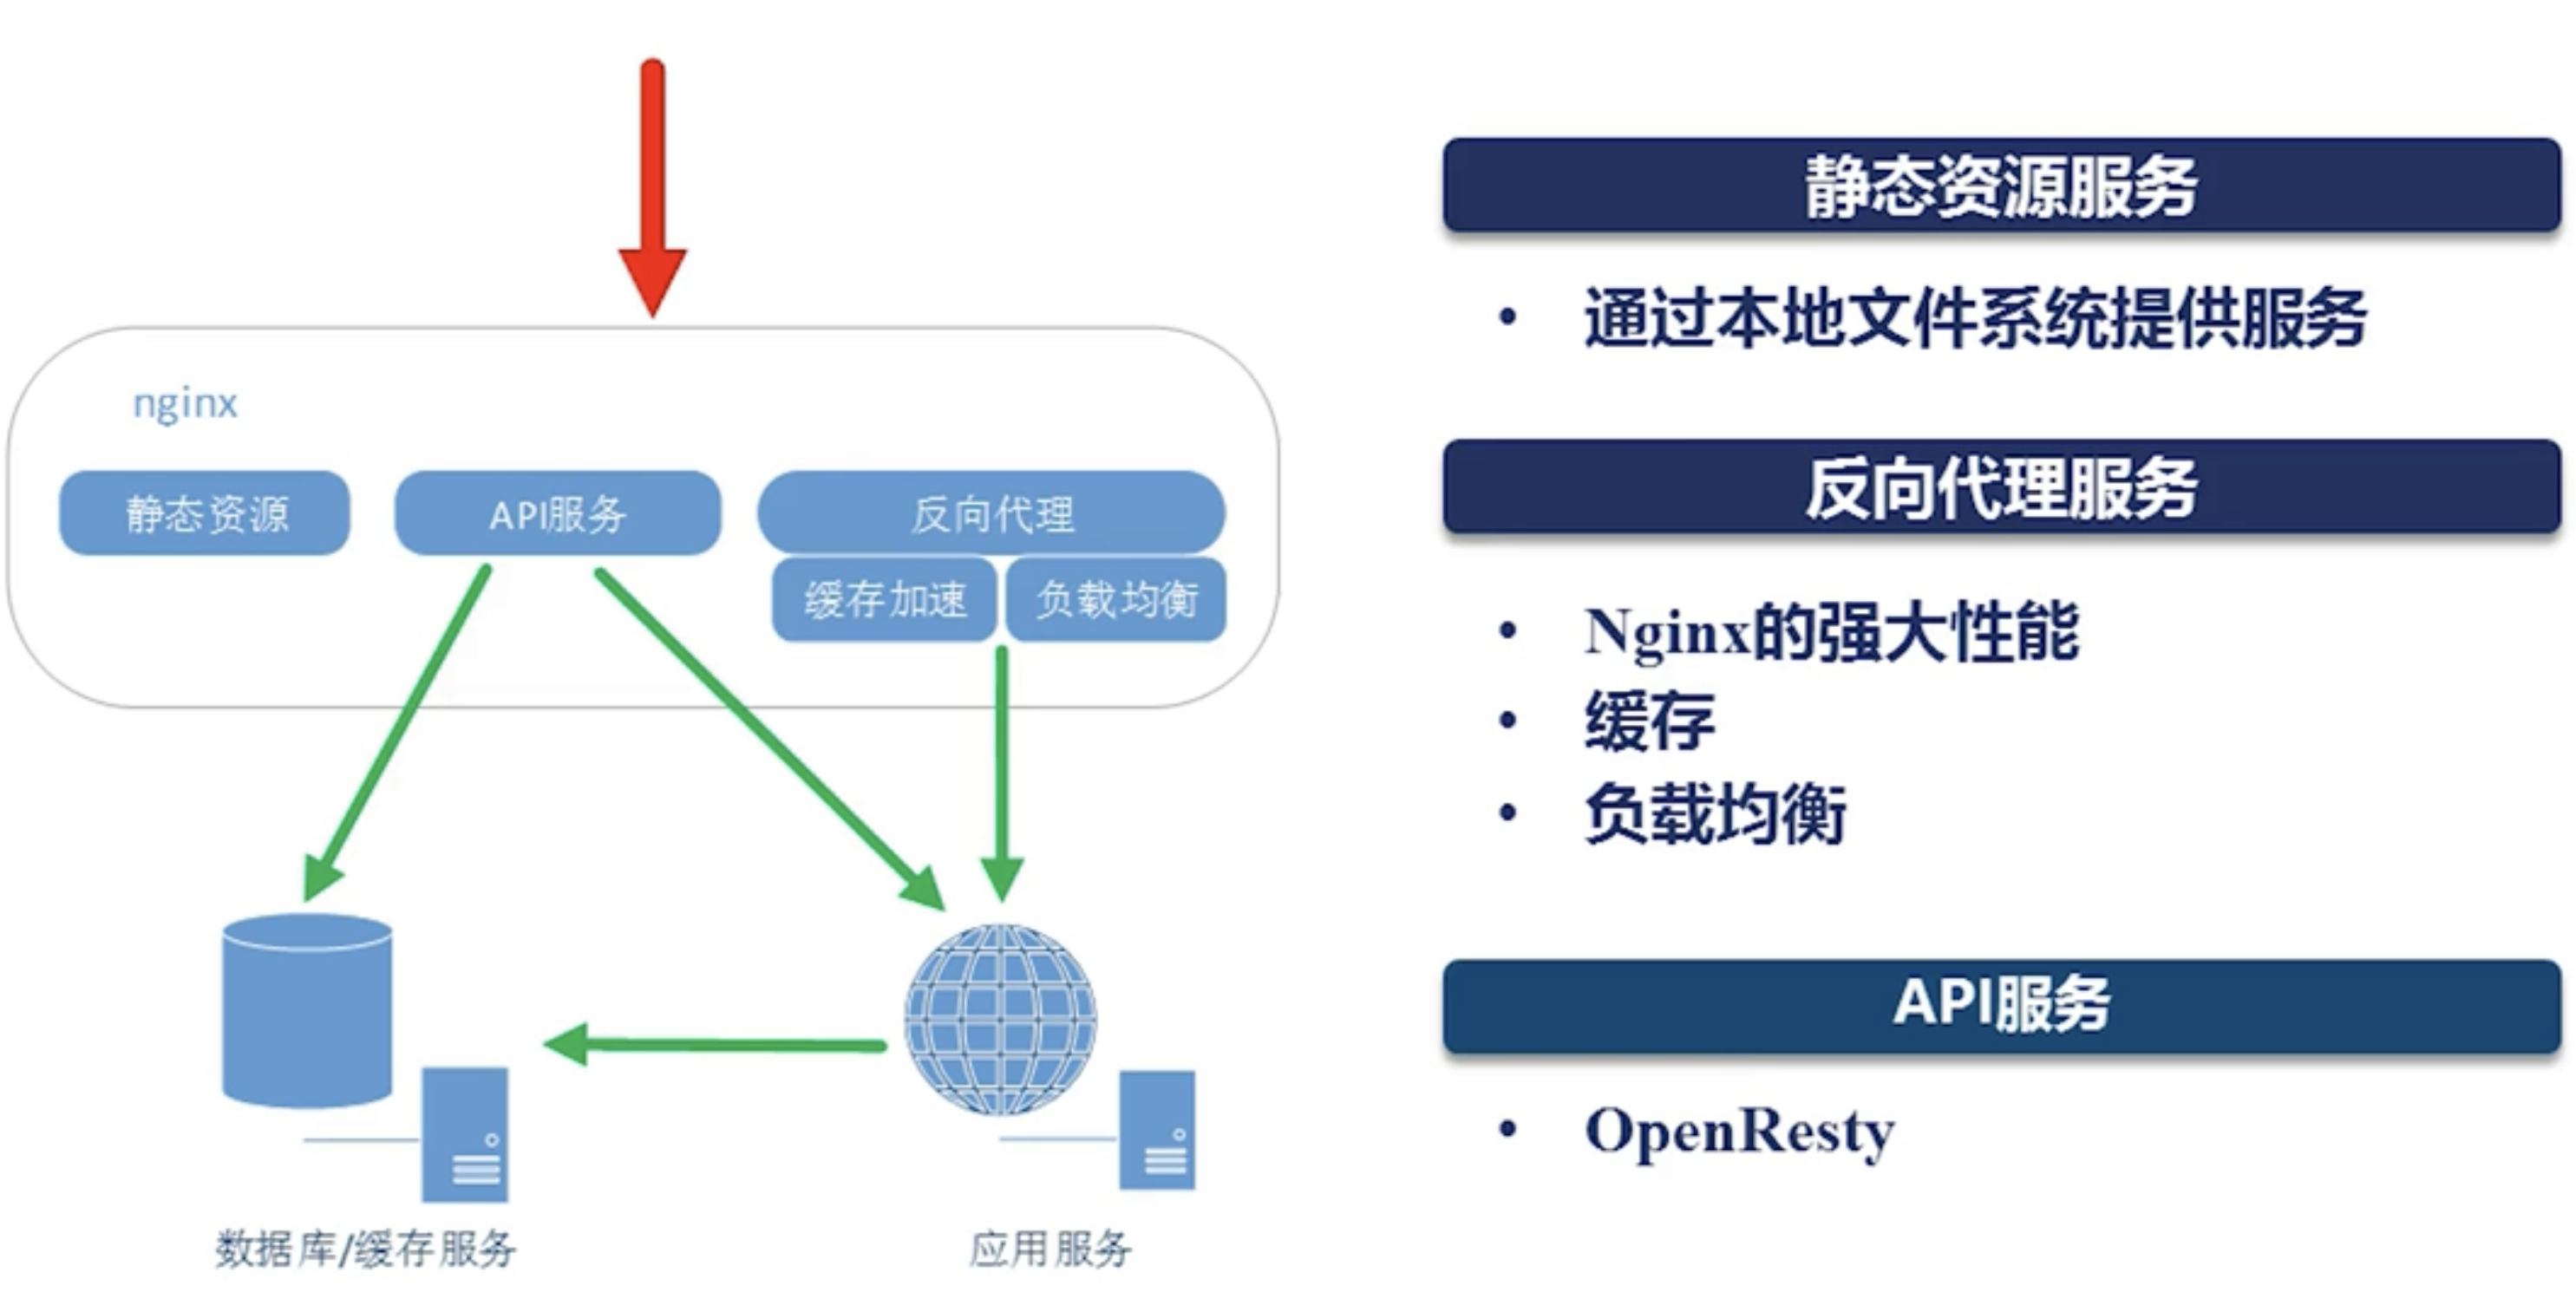 nginx
静态资源
API服务
反向代理
缓存加速
负载均衡
数据库/缓存服务
应用服务
静态资源服务
• 通过本地文件系统提供服务
反向代理服务
• Nginx的强大性能
• 缓存
• 负载均衡
API服务
• OpenResty